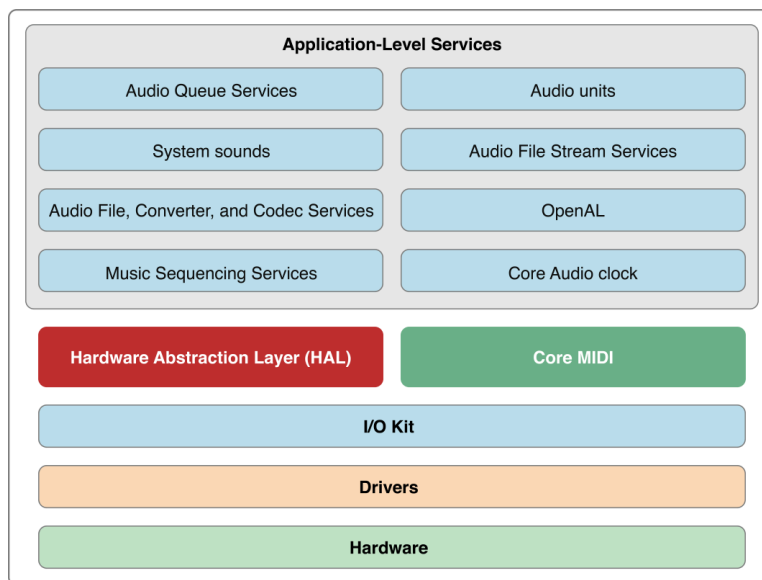 Application-Level Services
Audio Queue Services
Audio units
System sounds
Audio File Stream Services
Audio File, Converter, and Codec Services
OpenAL
Music Sequencing Services
Core Audio clock
Hardware Abstraction Layer (HAL)
Core MIDI
I/O Kit
Drivers
Hardware